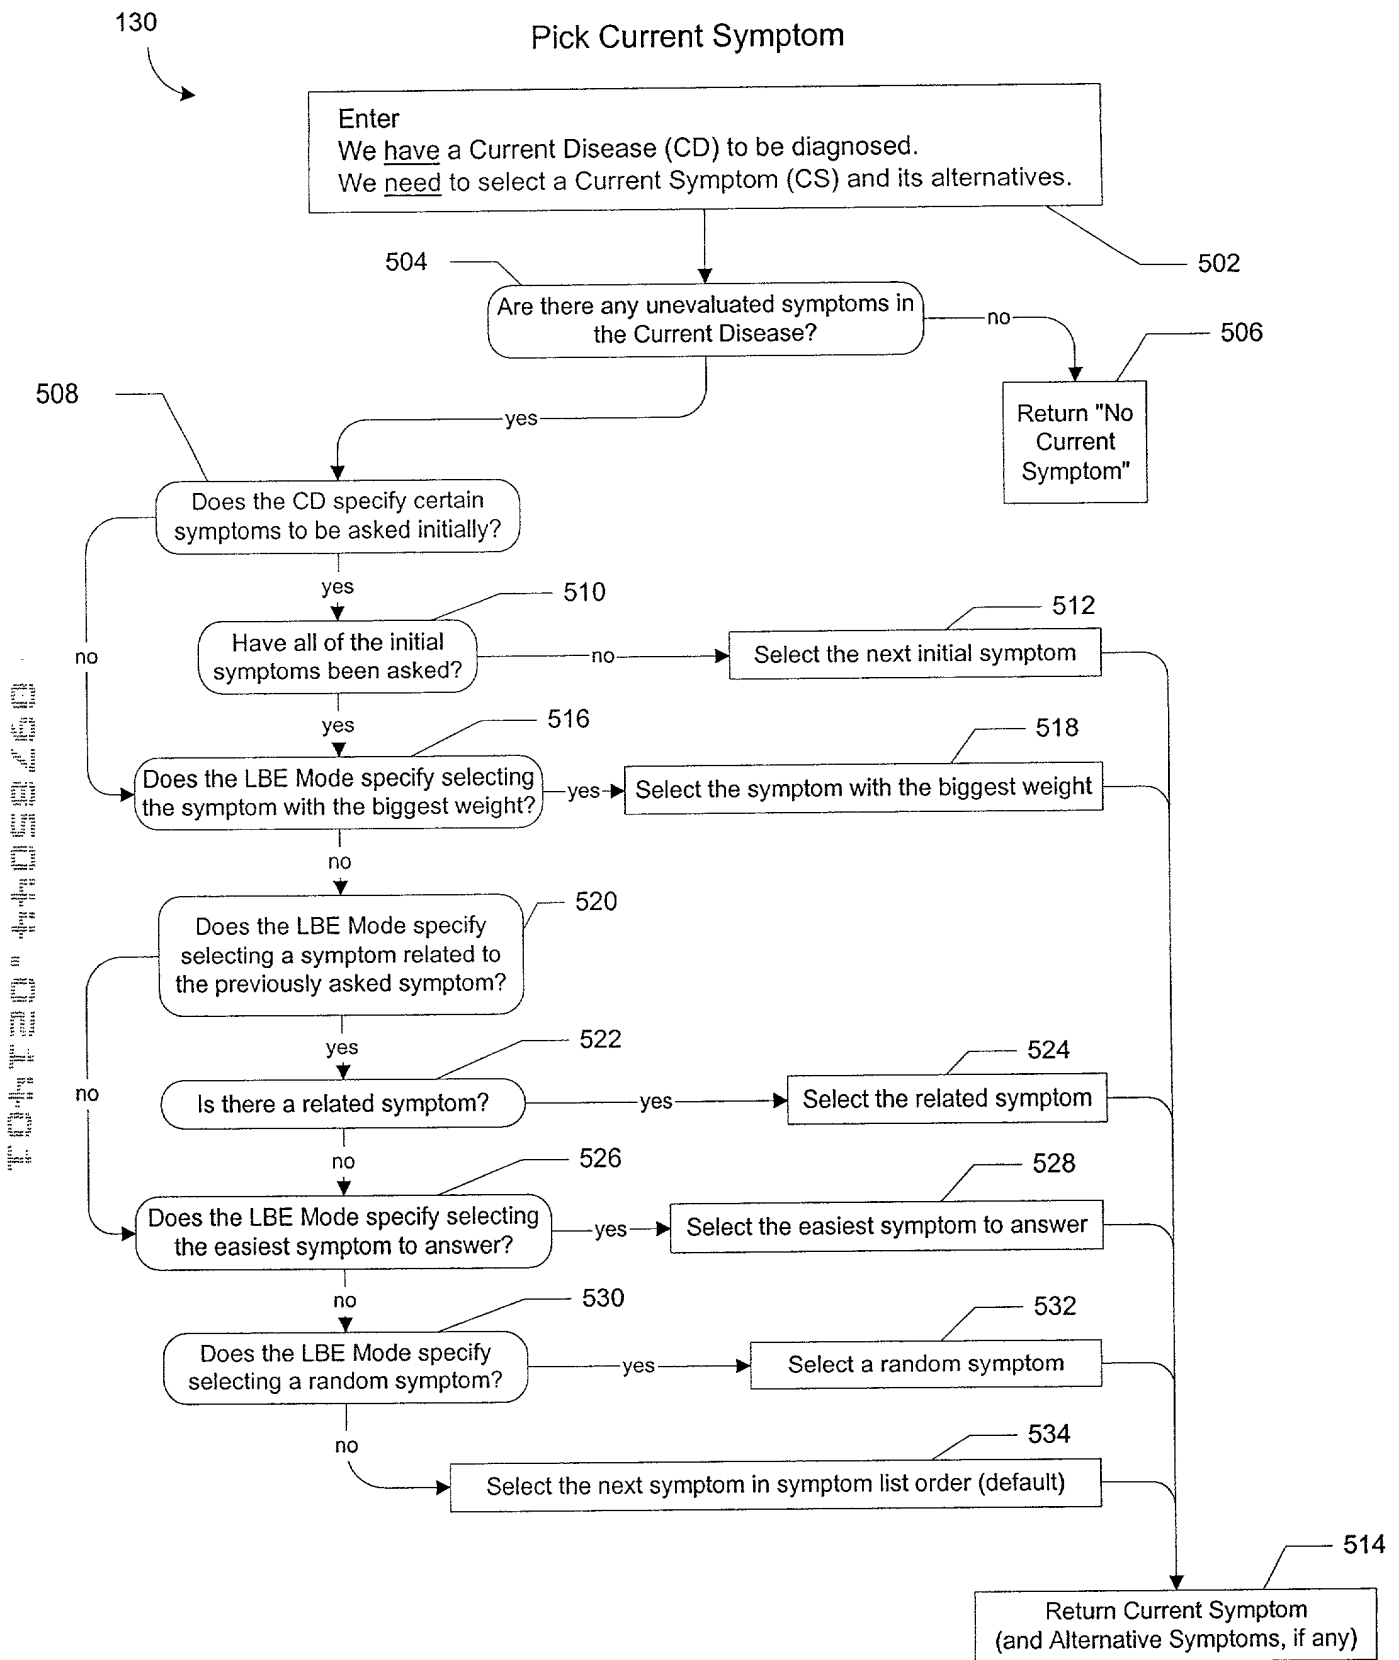 130
Pick Current Symptom
Enter
We have a Current Disease (CD) to be diagnosed.
We need to select a Current Symptom (CS) and its alternatives.
502
504
Are there any unevaluated symptoms in
the Current Disease?
no
506
Return "No
Current
Symptom"
yes
508
Does the CD specify certain
symptoms to be asked initially?
no
yes
510
Have all of the initial
symptoms been asked?
no
512
Select the next initial symptom
yes
516
Does the LBE Mode specify selecting
the symptom with the biggest weight?
yes
518
Select the symptom with the biggest weight
no
520
Does the LBE Mode specify
selecting a symptom related to
the previously asked symptom?
no
yes
522
Is there a related symptom?
yes
524
Select the related symptom
no
526
Does the LBE Mode specify selecting
the easiest symptom to answer?
yes
528
Select the easiest symptom to answer
no
530
Does the LBE Mode specify
selecting a random symptom?
yes
532
Select a random symptom
no
534
Select the next symptom in symptom list order (default)
514
Return Current Symptom
(and Alternative Symptoms, if any)
09785044.021401